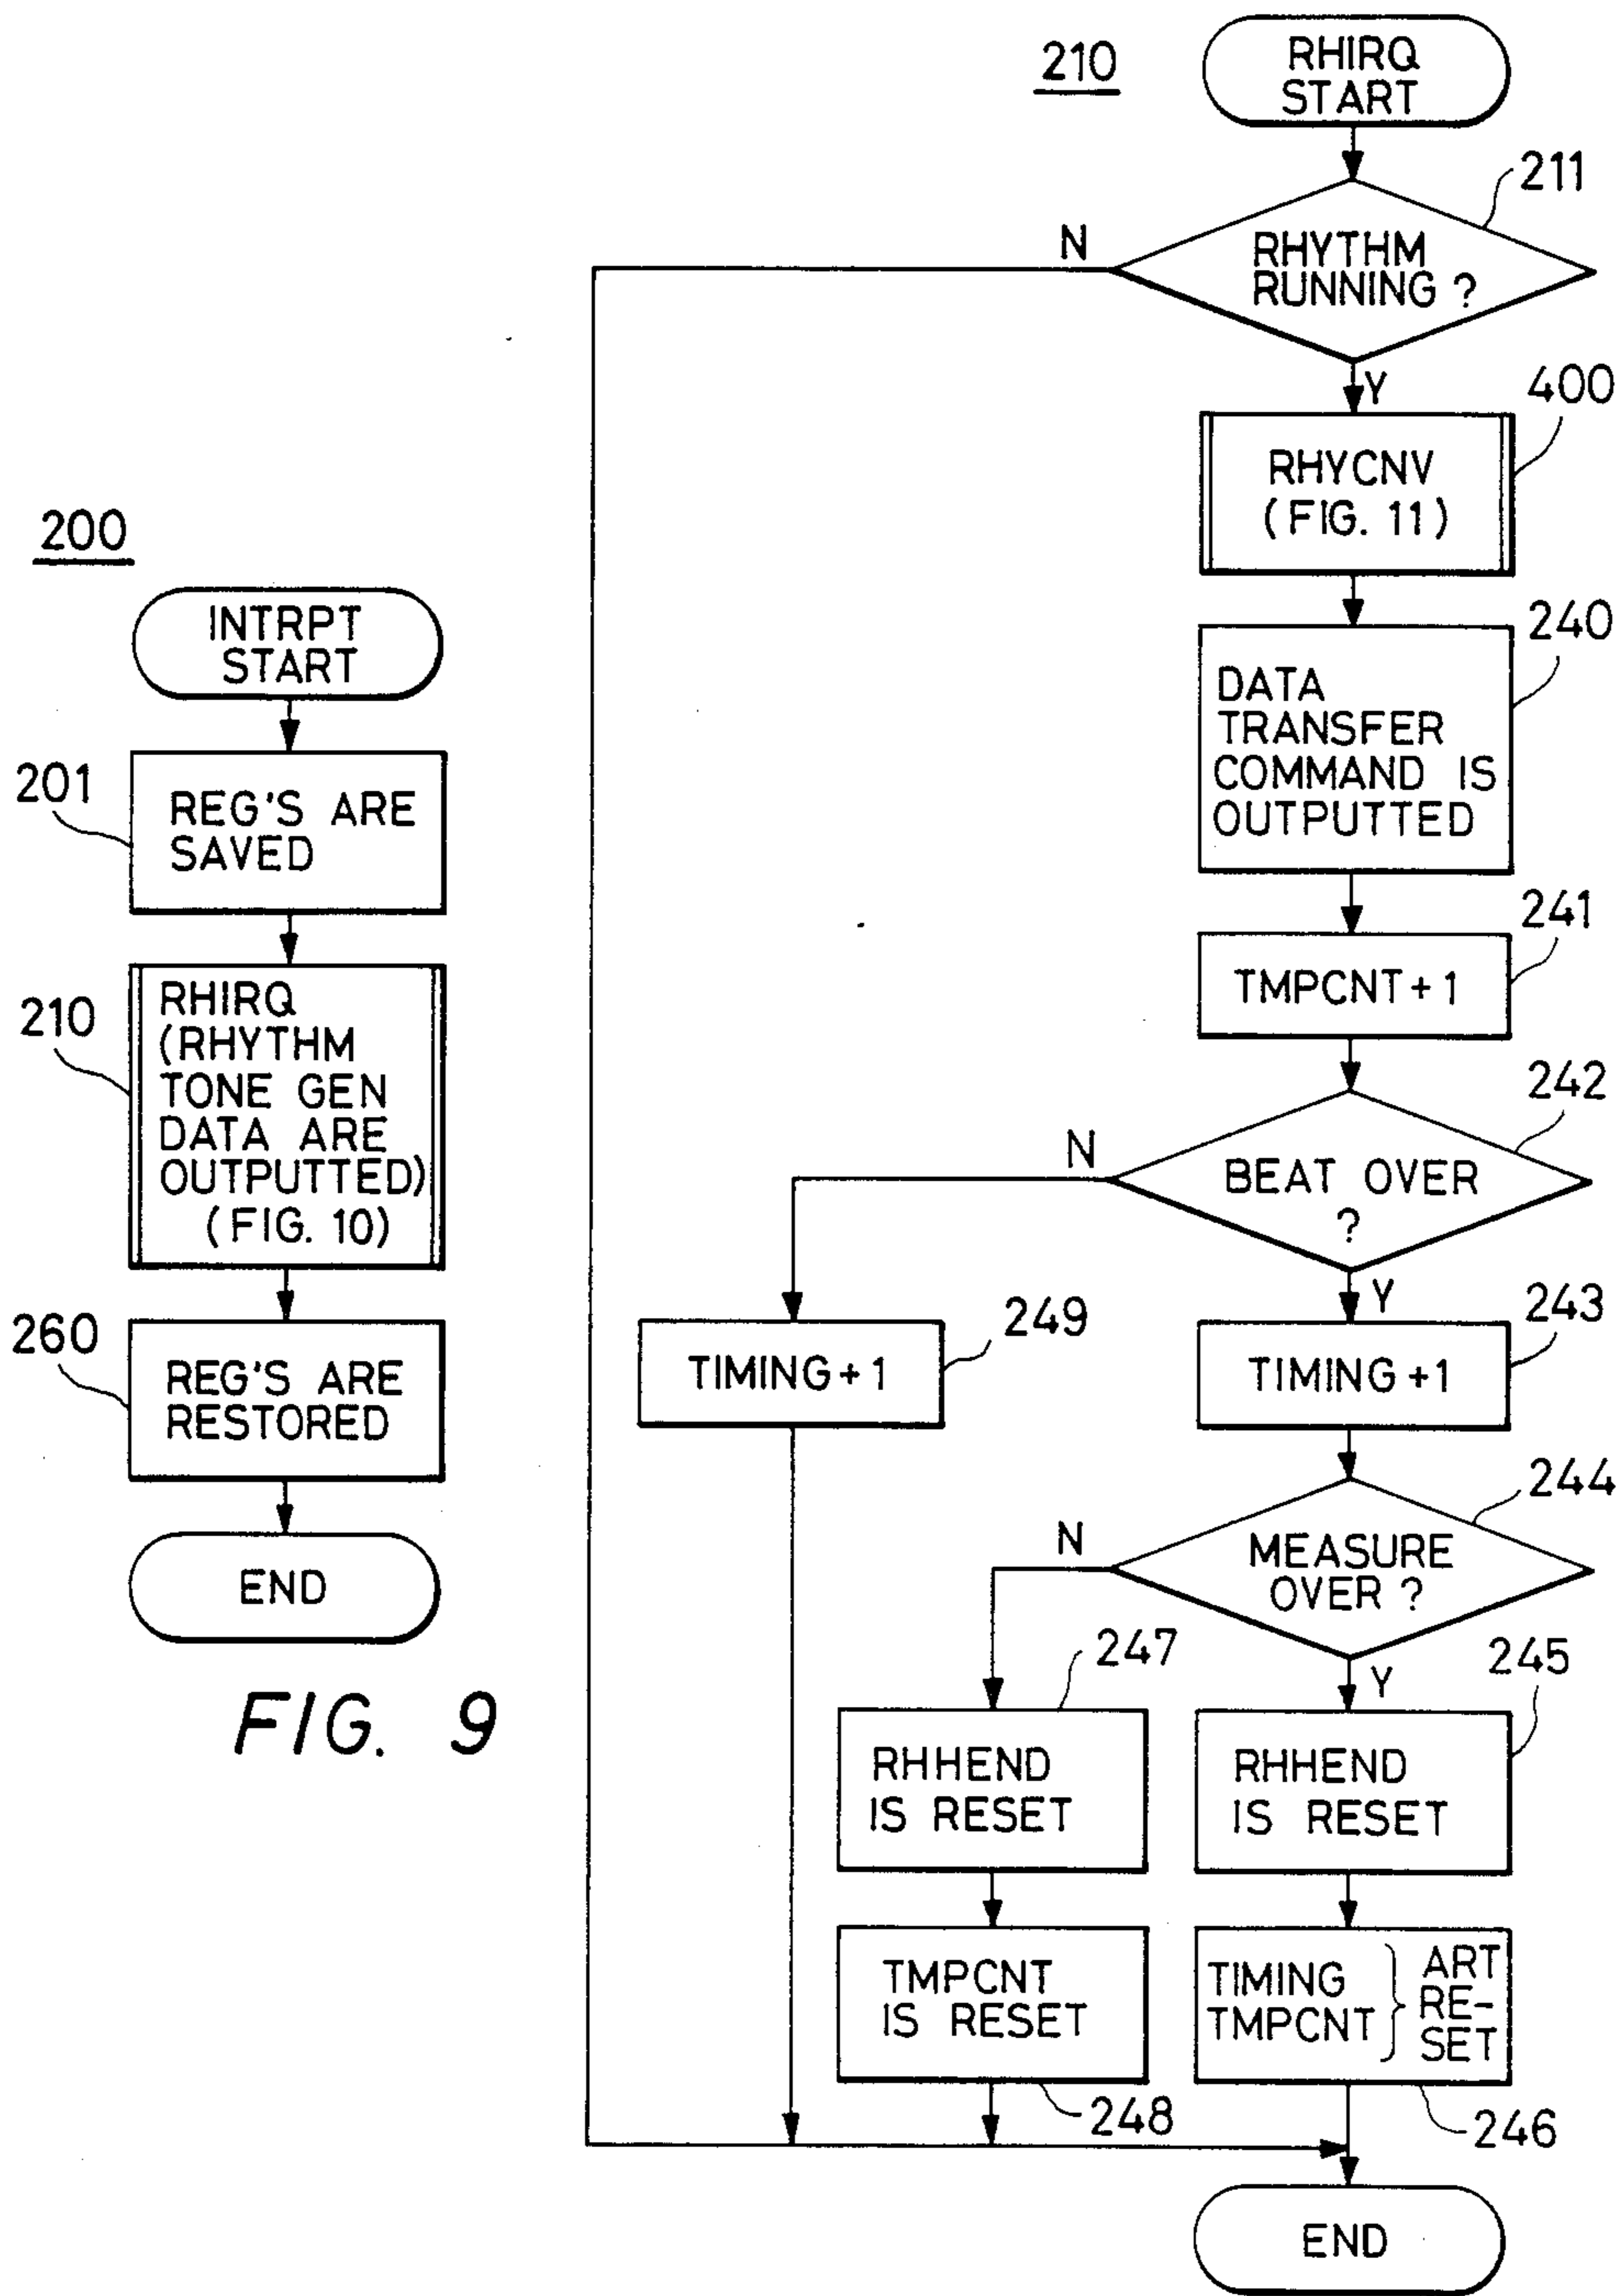 200
INTRPT
START
201
REG'S ARE
SAVED
210
RHIRQ
(RHYTHM
TONE GEN
DATA ARE
OUTPUTTED)
(FIG. 10)
260
REG'S ARE
RESTORED
END
FIG. 9
210
RHIRQ
START
211
RHYTHM
RUNNING ?
N
Y
400
RHYCNV
(FIG. 11)
240
DATA
TRANSFER
COMMAND IS
OUTPUTTED
241
TMPCNT + 1
242
BEAT OVER
?
N
Y
249
TIMING + 1
243
TIMING +1
244
MEASURE
OVER ?
N
Y
247
RHHEND
IS RESET
245
RHHEND
IS RESET
TMPCNT
IS RESET
248
TIMING
TMPCNT
ART
RE-
SET
246
END